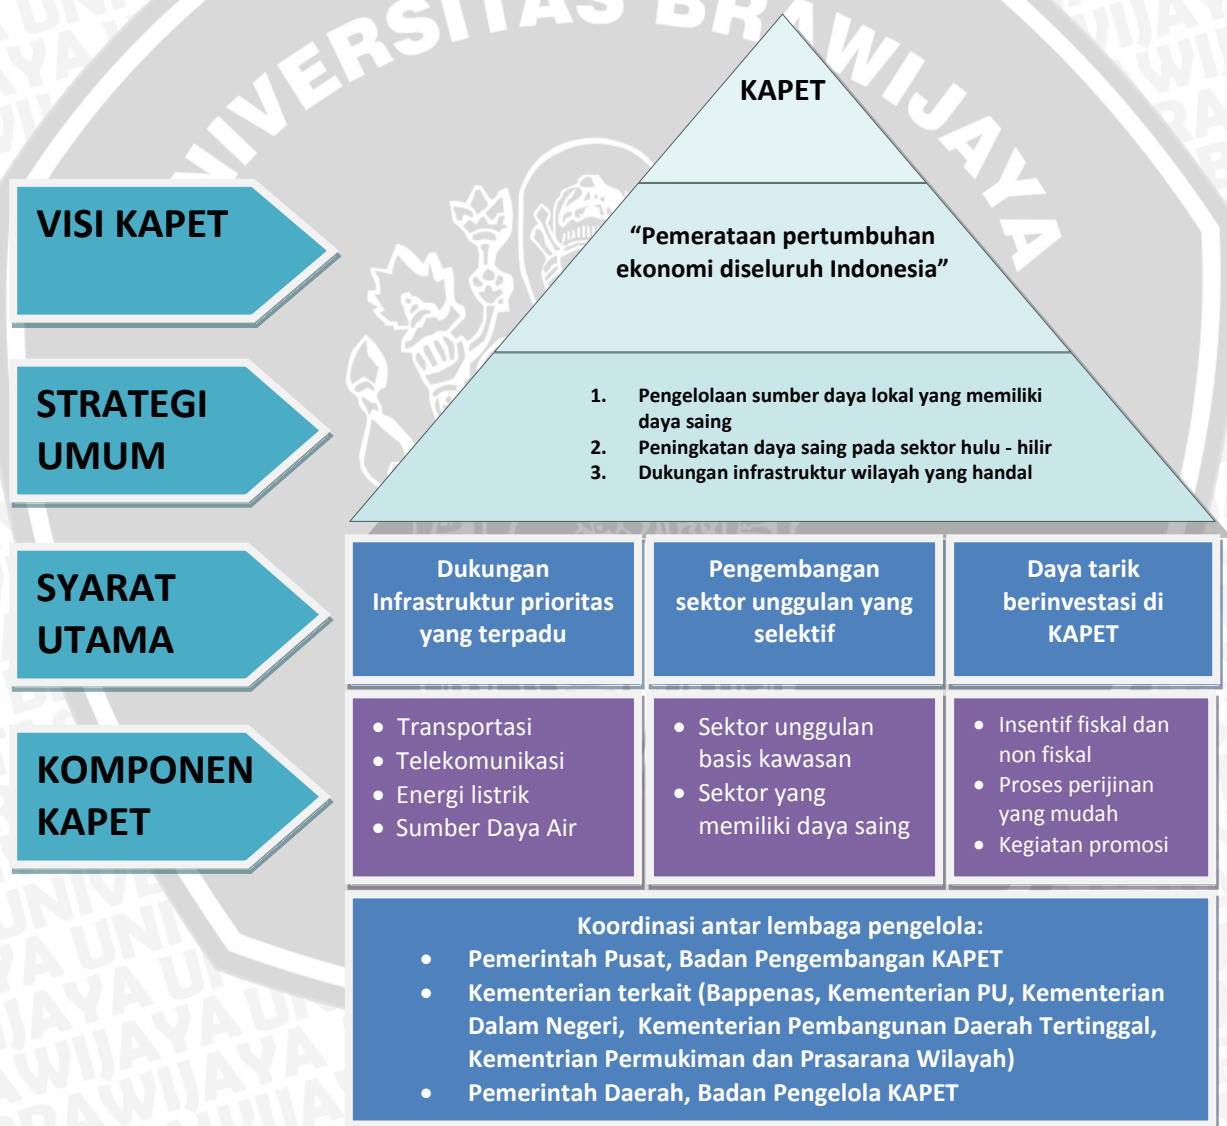 UNIVERSITAS BRAWIJAYA
KAPET
VISI KAPET
“Pemerataan pertumbuhan
ekonomi diseluruh Indonesia”
STRATEGI
UMUM
1. Pengelolaan sumber daya lokal yang memiliki
daya saing
2. Peningkatan daya saing pada sektor hulu - hilir
3. Dukungan infrastruktur wilayah yang handal
SYARAT
UTAMA
Dukungan
Infrastruktur prioritas
yang terpadu
Pengembangan
sektor unggulan yang
selektif
Daya tarik
berinvestasi di
KAPET
KOMPONEN
KAPET
• Transportasi
• Telekomunikasi
• Energi listrik
• Sumber Daya Air
• Sektor unggulan
basis kawasan
• Sektor yang
memiliki daya saing
• Insentif fiskal dan
non fiskal
• Proses perijinan
yang mudah
• Kegiatan promosi
Koordinasi antar lembaga pengelola:
• Pemerintah Pusat, Badan Pengembangan KAPET
• Kementerian terkait (Bappenas, Kementerian PU, Kementerian
Dalam Negeri, Kementerian Pembangunan Daerah Tertinggal,
Kementrian Permukiman dan Prasarana Wilayah)
• Pemerintah Daerah, Badan Pengelola KAPET